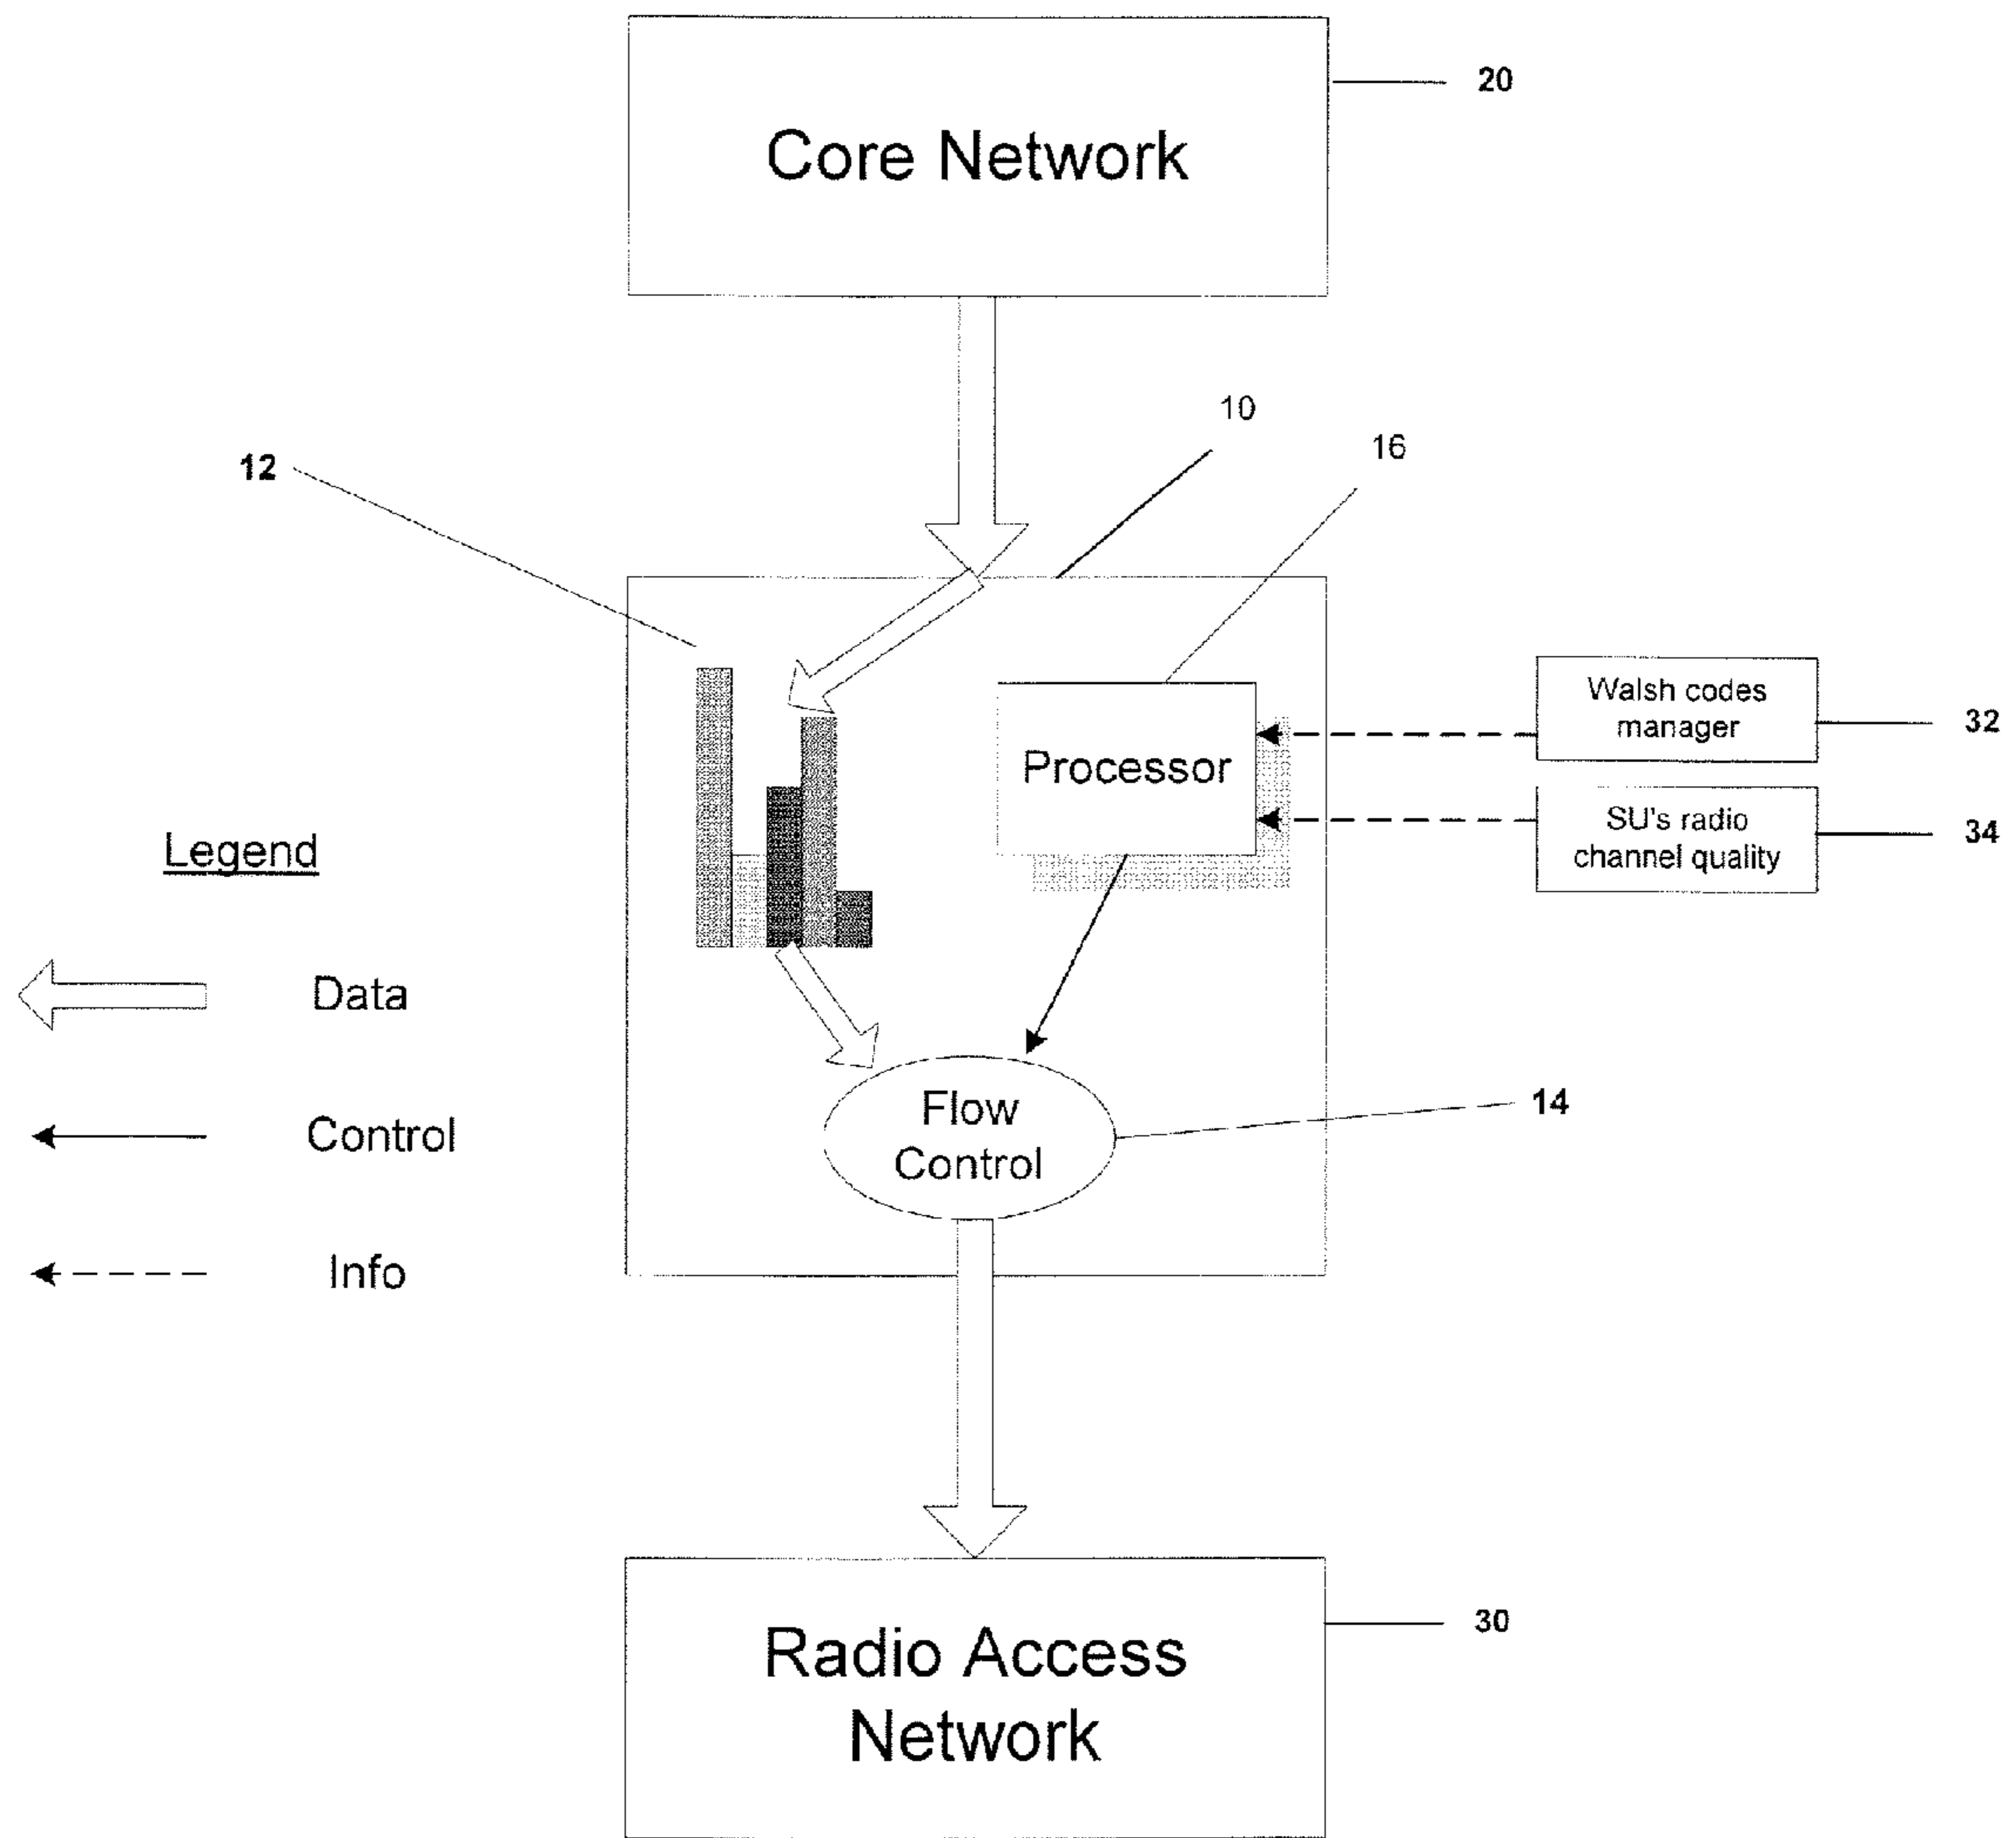 Core Network
20
10
16
12
Walsh codes
manager
32
Processor
SU's radio
channel quality
34
Legend
Data
Flow
Control
14
Control
Info
Radio Access
Network
30